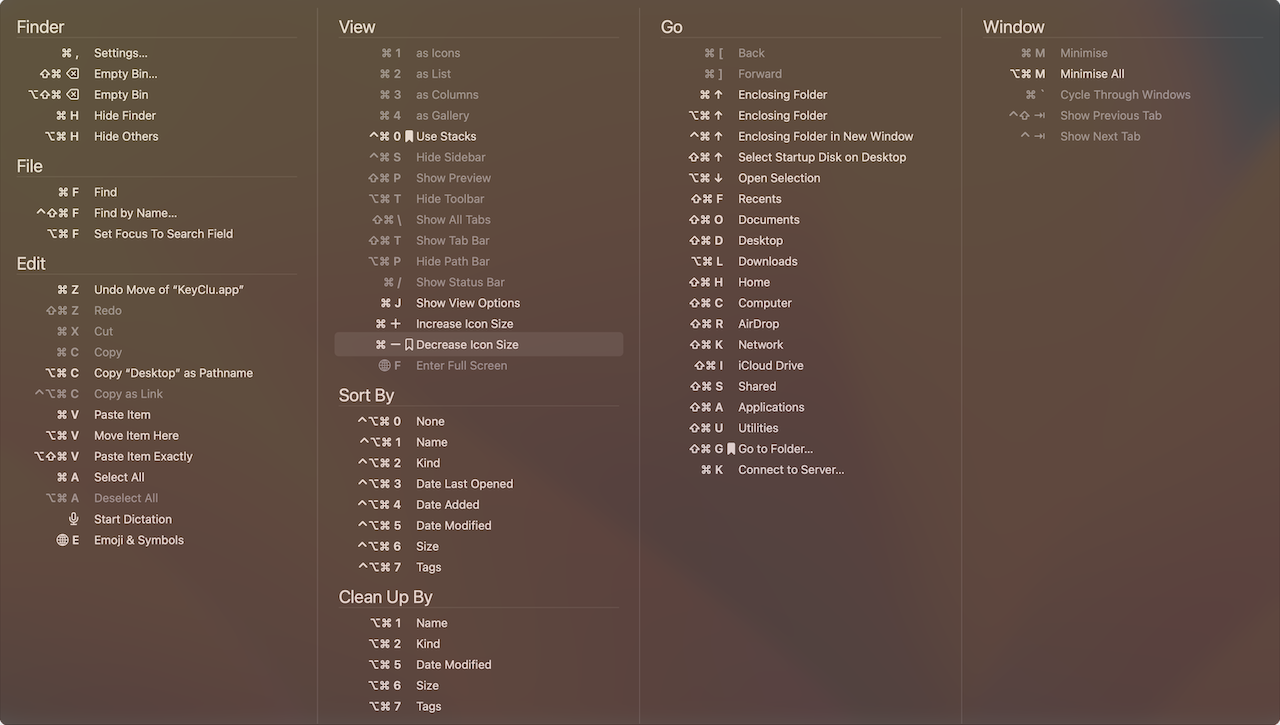 Finder
⌘ , Settings...
⇧⌘ ⌫ Empty Bin...
⌥⇧⌘ ⌫ Empty Bin
⌘ H Hide Finder
⌥⌘ H Hide Others
File
⌘ F Find
^⇧⌘ F Find by Name...
⌥⌘ F Set Focus To Search Field
Edit
⌘ Z Undo Move of “KeyClu.app”
⇧⌘ Z Redo
⌘ X Cut
⌘ C Copy
⌥⌘ C Copy “Desktop” as Pathname
^⌥⌘ C Copy as Link
⌘ V Paste Item
⌥⌘ V Move Item Here
⌥⇧⌘ V Paste Item Exactly
⌘ A Select All
⌥⌘ A Deselect All
Start Dictation
E Emoji & Symbols
View
⌘ 1 as Icons
⌘ 2 as List
⌘ 3 as Columns
⌘ 4 as Gallery
^⌘ 0 Use Stacks
^⌘ S Hide Sidebar
⇧⌘ P Show Preview
⌥⌘ T Hide Toolbar
⇧⌘ \ Show All Tabs
⇧⌘ T Show Tab Bar
⌥⌘ P Hide Path Bar
⌘ / Show Status Bar
⌘ J Show View Options
⌘ + Increase Icon Size
⌘ — Decrease Icon Size
F Enter Full Screen
Sort By
^⌥⌘ 0 None
^⌥⌘ 1 Name
^⌥⌘ 2 Kind
^⌥⌘ 3 Date Last Opened
^⌥⌘ 4 Date Added
^⌥⌘ 5 Date Modified
^⌥⌘ 6 Size
^⌥⌘ 7 Tags
Clean Up By
⌥⌘ 1 Name
⌥⌘ 2 Kind
⌥⌘ 5 Date Modified
⌥⌘ 6 Size
⌥⌘ 7 Tags
Go
⌘ [ Back
⌘ ] Forward
⌘ ↑ Enclosing Folder
⌥⌘ ↑ Enclosing Folder
^⌘ ↑ Enclosing Folder in New Window
⇧⌘ ↑ Select Startup Disk on Desktop
⌥⌘ ↓ Open Selection
⇧⌘ F Recents
⇧⌘ O Documents
⇧⌘ D Desktop
⌥⌘ L Downloads
⇧⌘ H Home
⇧⌘ C Computer
⇧⌘ R AirDrop
⇧⌘ K Network
⇧⌘ I iCloud Drive
⇧⌘ S Shared
⇧⌘ A Applications
⇧⌘ U Utilities
⇧⌘ G Go to Folder...
⌘ K Connect to Server...
Window
⌘ M Minimise
⌥⌘ M Minimise All
⌘ ` Cycle Through Windows
^⇧ ⇥ Show Previous Tab
^ ⇥ Show Next Tab